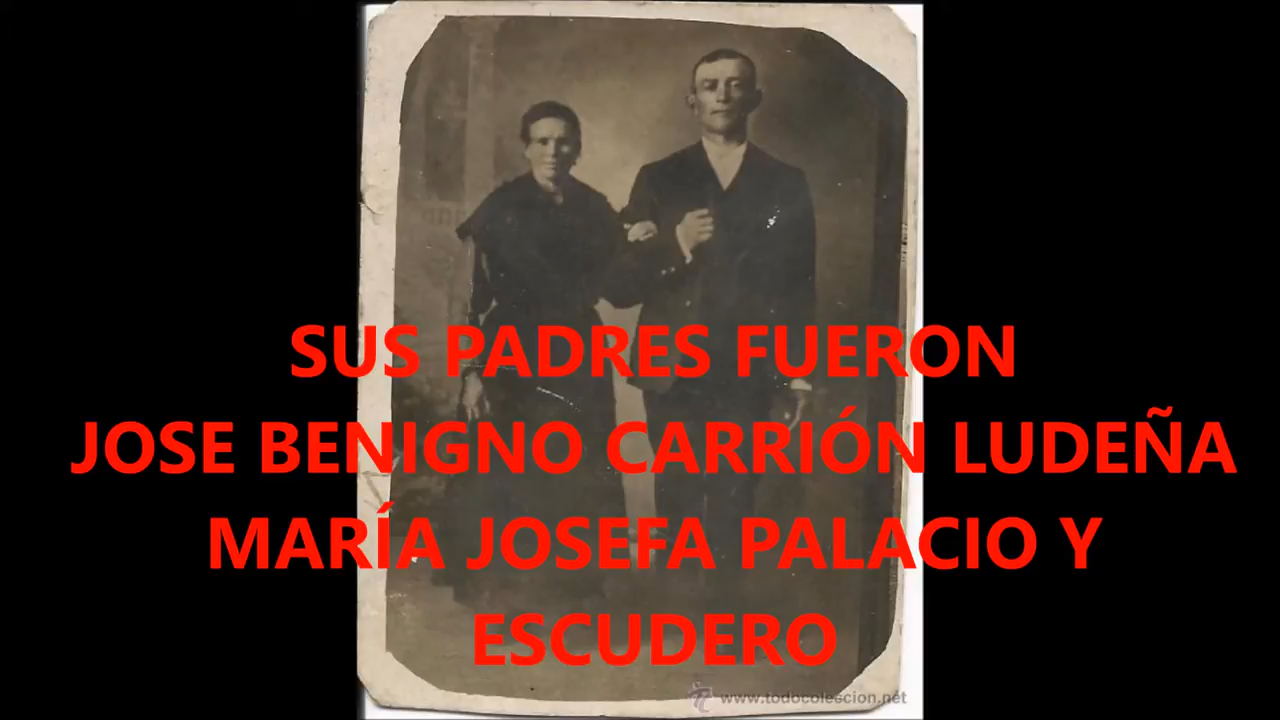 SUS PADRES FUERON
JOSE BENIGNO CARRIÓN LUDEÑA
MARÍA JOSEFA PALACIO Y
ESCUDERO
www.todocoleccion.net